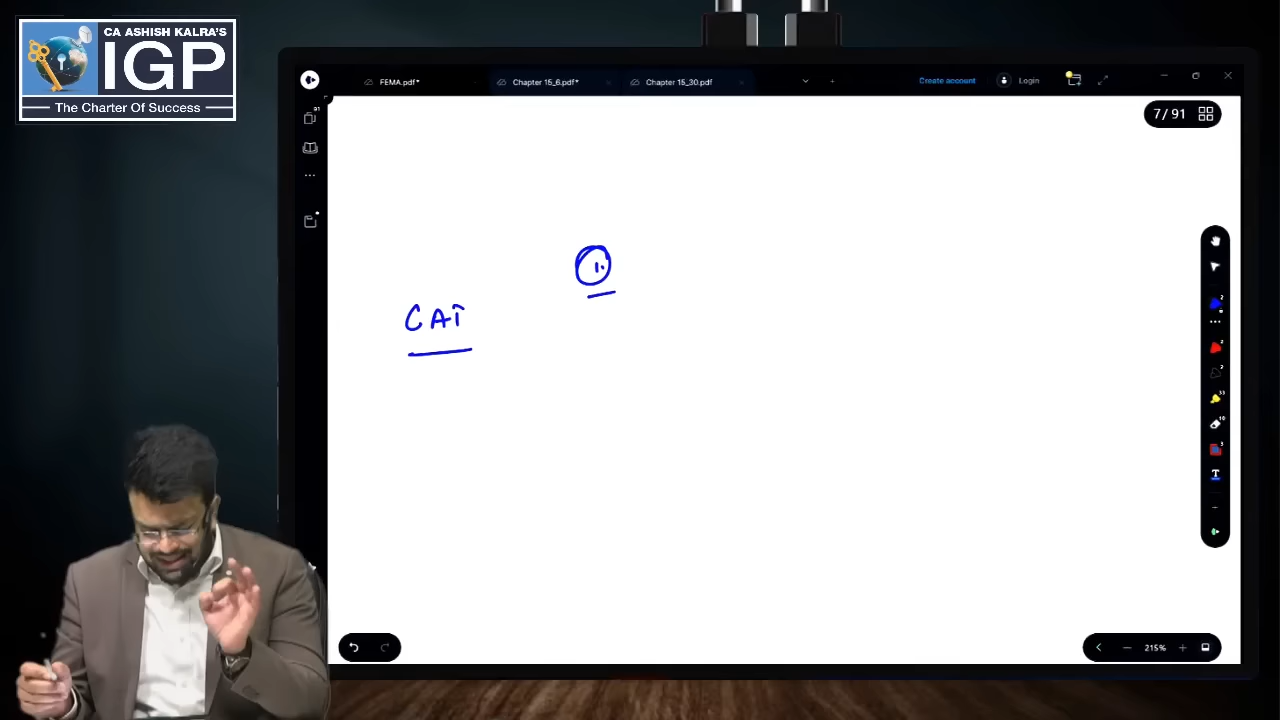 CA ASHISH KALRA'S
IGP
The Charter Of Success
FEMA.pdf*
Chapter 15_6.pdf*
Chapter 15_30.pdf
Create account
Login
91
7/ 91
CAI
215%